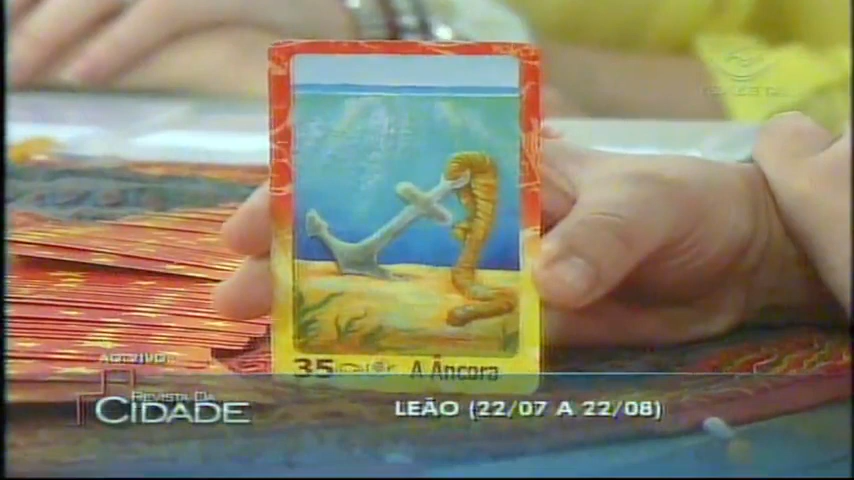 35 A Âncora
AO VIVO
REVISTA DA
CIDADE
LEÃO (22/07 A 22/08)